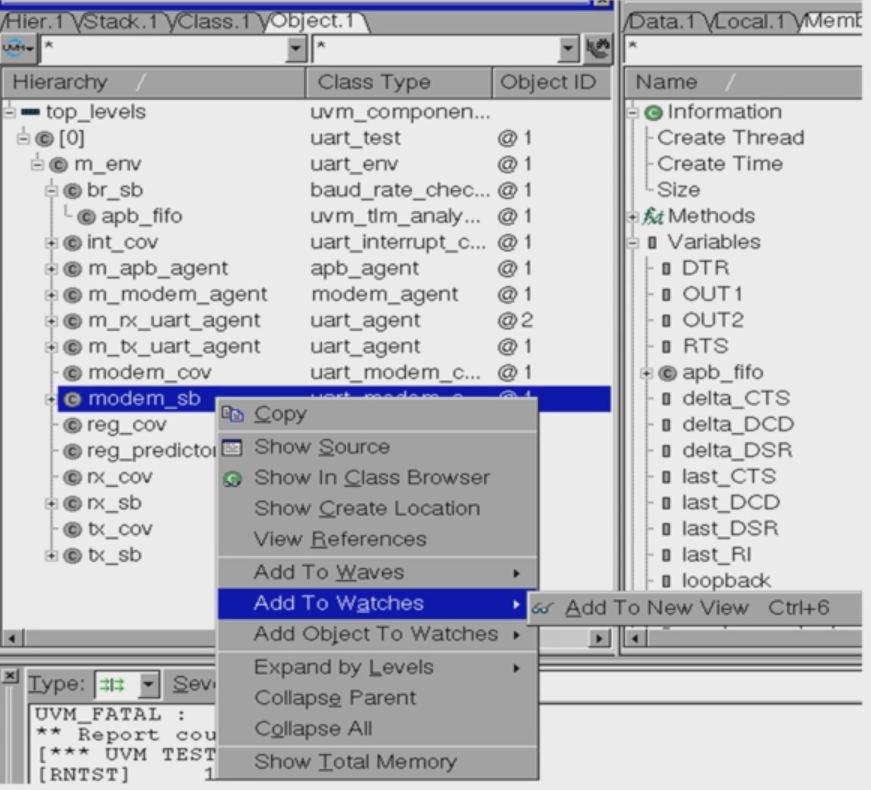 Hier.1 Stack.1 Class.1 Object.1
UVM * *
Hierarchy / Class Type Object ID
top_levels uvm_componen...
[0] uart_test @1
m_env uart_env @1
br_sb baud_rate_chec... @1
apb_fifo uvm_tlm_analy... @1
int_cov uart_interrupt_c... @1
m_apb_agent apb_agent @1
m_modem_agent modem_agent @1
m_rx_uart_agent uart_agent @2
m_tx_uart_agent uart_agent @1
modem_cov uart_modem_c... @1
modem_sb
reg_cov
reg_predictor
rx_cov
rx_sb
tx_cov
tx_sb
Copy
Show Source
Show In Class Browser
Show Create Location
View References
Add To Waves
Add To Watches
Add Object To Watches
Expand by Levels
Collapse Parent
Collapse All
Show Total Memory
Add To New View Ctrl+6
Data.1 Local.1 Memb
*
Name /
Information
Create Thread
Create Time
Size
Methods
Variables
DTR
OUT1
OUT2
RTS
apb_fifo
delta_CTS
delta_DCD
delta_DSR
last_CTS
last_DCD
last_DSR
last_RI
loopback
Type: Seve
UVM_FATAL :
** Report cou
[*** UVM TEST
[RNTST] 1